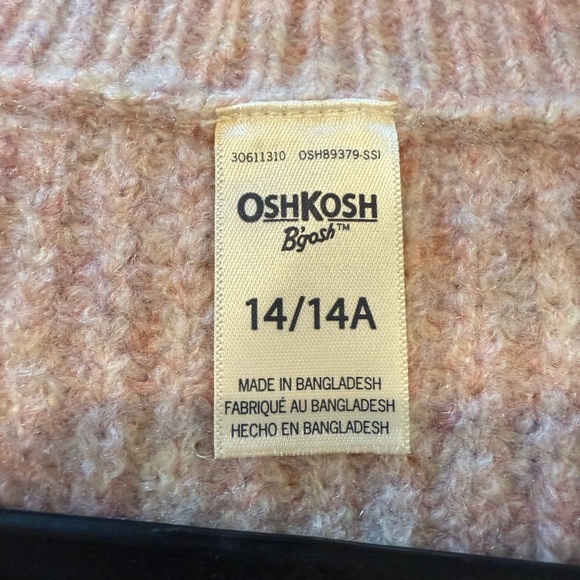 30611310 OSH89379-SSI
OSHKOSH
B'gosh™
14/14A
MADE IN BANGLADESH
FABRIQUÉ AU BANGLADESH
HECHO EN BANGLADESH